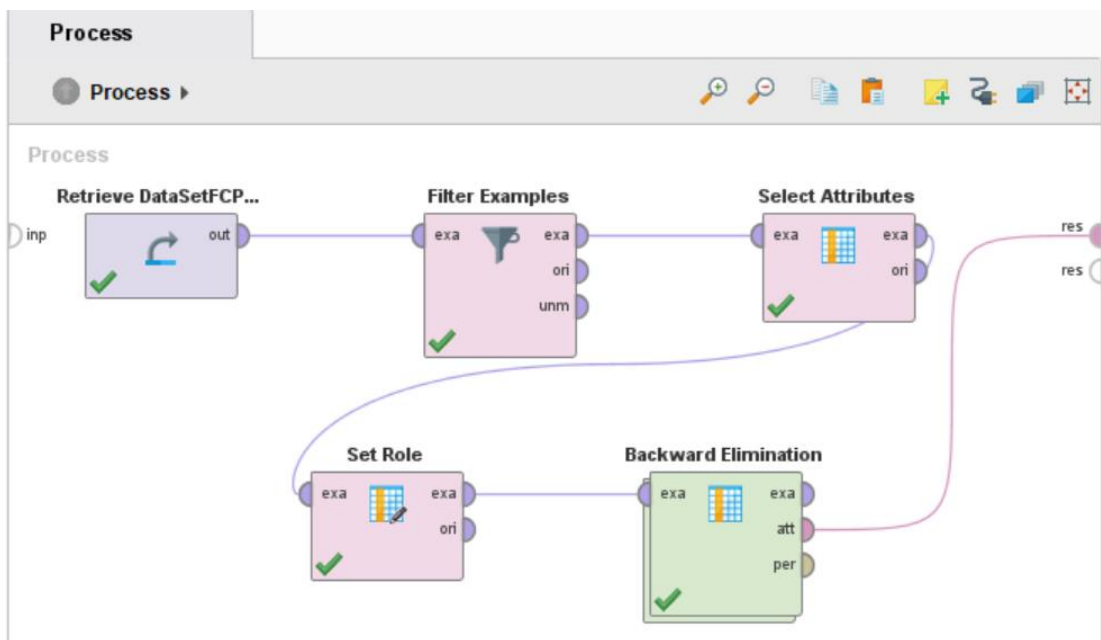 Process
Process
Process
Retrieve DataSetFCP... Filter Examples Select Attributes
inp out exa exa exa exa res
ori ori res
unm
Set Role Backward Elimination
exa exa exa exa
ori att
per